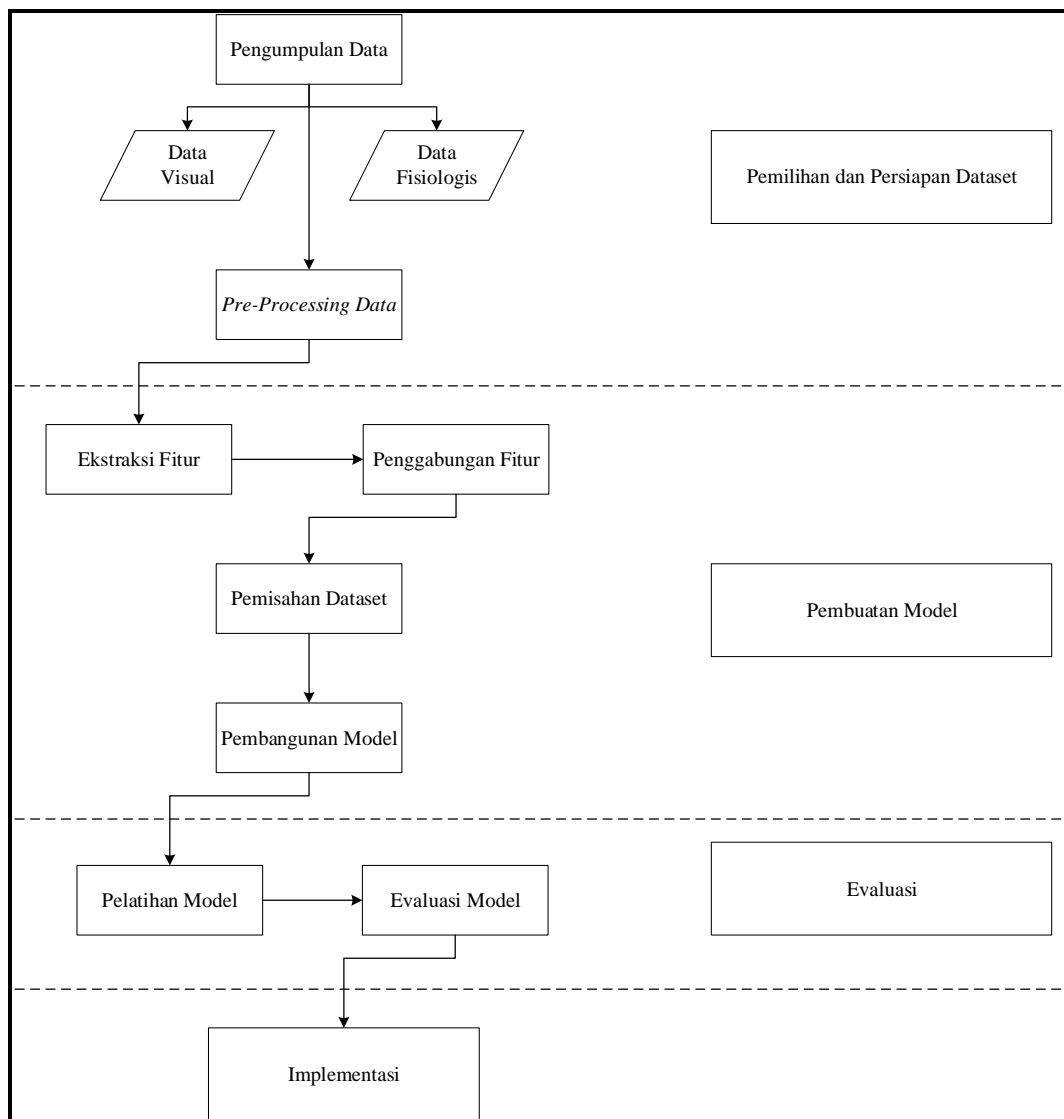 Pengumpulan Data
Data
Visual
Data
Fisiologis
Pemilihan dan Persiapan Dataset
Pre-Processing Data
Ekstraksi Fitur
Penggabungan Fitur
Pemisahan Dataset
Pembuatan Model
Pembangunan Model
Pelatihan Model
Evaluasi Model
Evaluasi
Implementasi